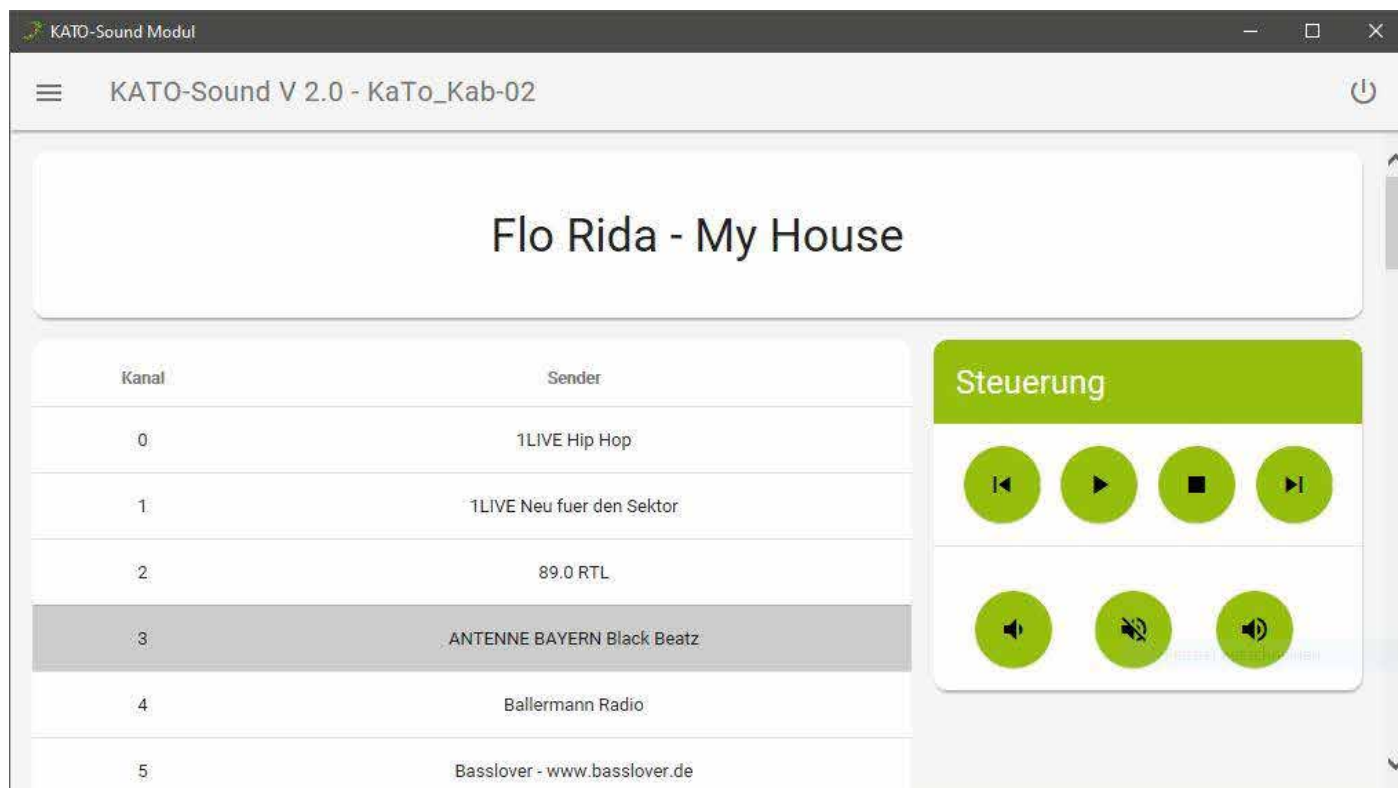 KATO-Sound Modul
KATO-Sound V 2.0 - KaTo_Kab-02
Flo Rida - My House
Kanal Sender
0 1LIVE Hip Hop
1 1LIVE Neu fuer den Sektor
2 89.0 RTL
3 ANTENNE BAYERN Black Beatz
4 Ballermann Radio
5 Basslover - www.basslover.de
Steuerung